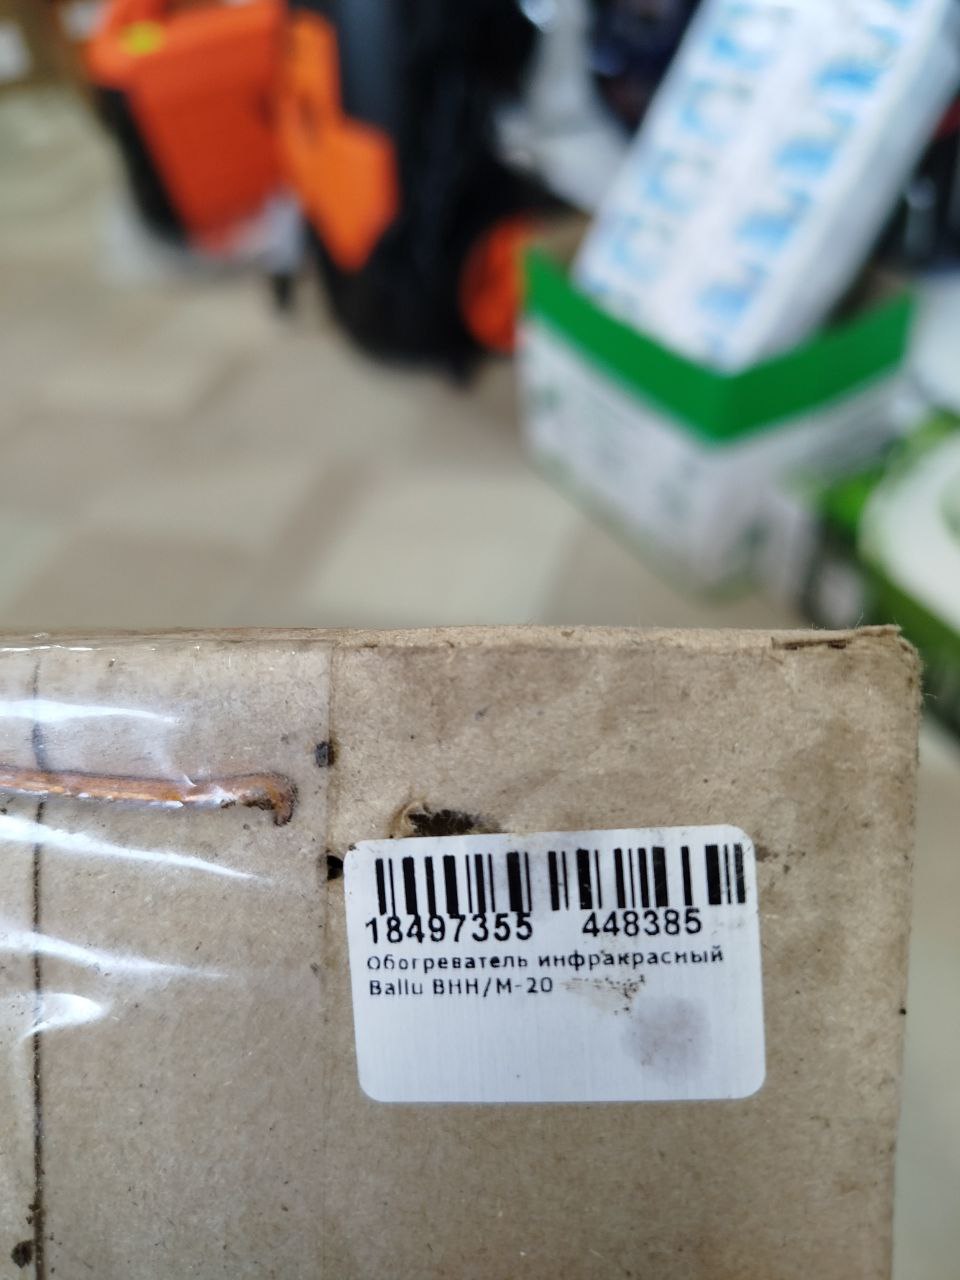 18497355 448385
Обогреватель инфракрасный
Ballu BHH/M-20